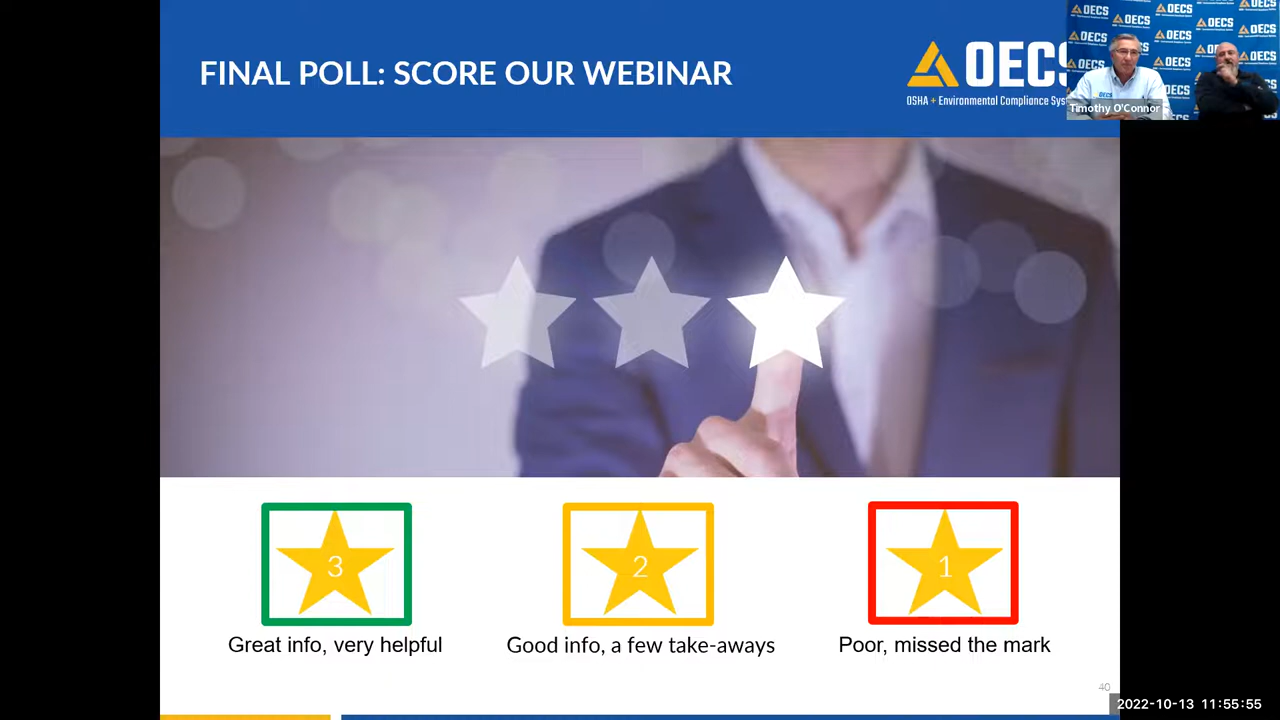 FINAL POLL: SCORE OUR WEBINAR
OECS
OSHA + Environmental Compliance Sys
Timothy O'Connor
3
2
1
Great info, very helpful
Good info, a few take-aways
Poor, missed the mark
40
2022-10-13 11:55:55